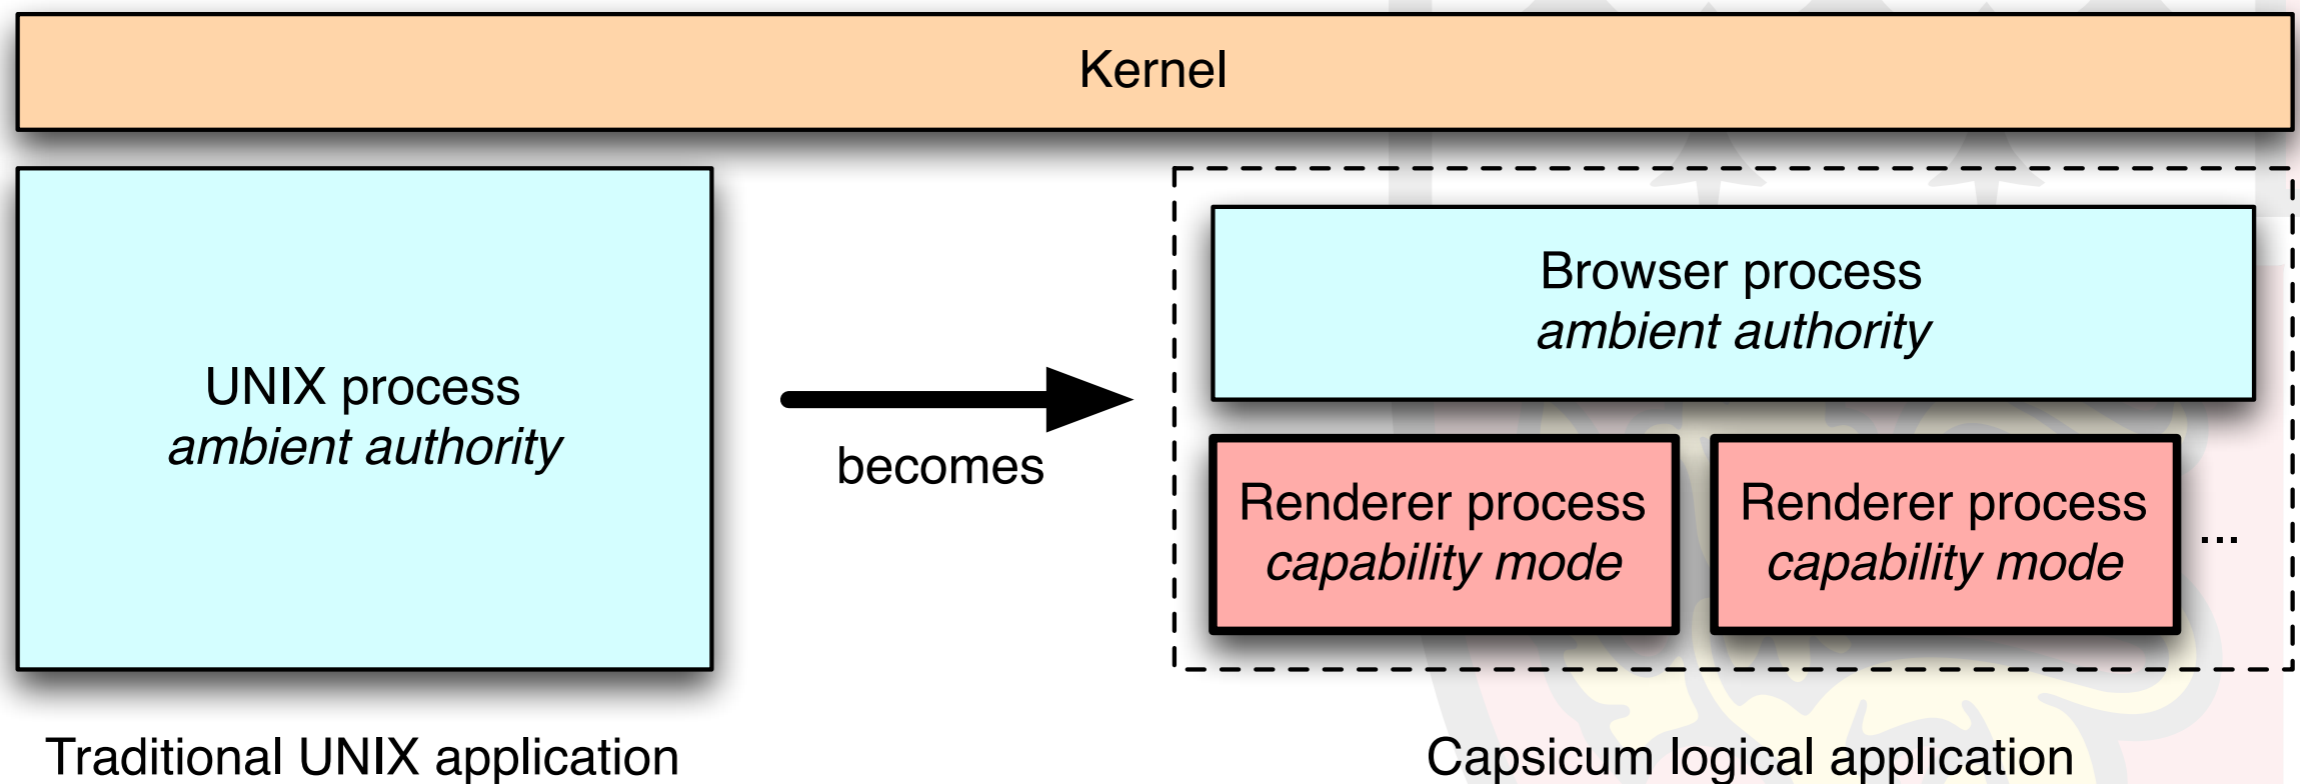 Kernel
UNIX process
ambient authority
becomes
Browser process
ambient authority
Renderer process
capability mode
Renderer process
capability mode
...
Traditional UNIX application
Capsicum logical application